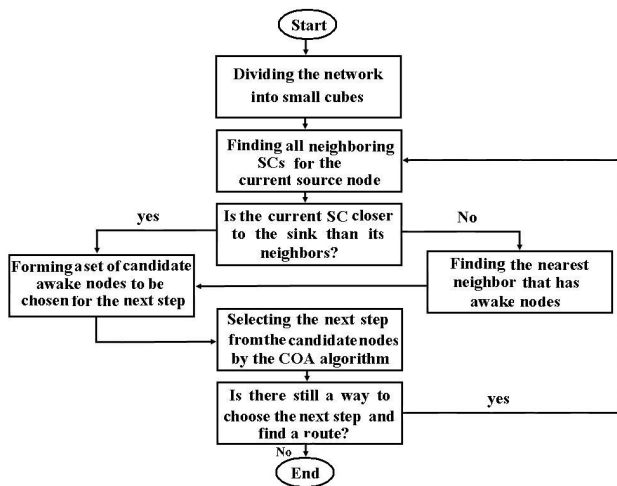 Start
Dividing the network
into small cubes
Finding all neighboring
SCs for the
current source node
yes
Is the current SC closer
to the sink than its
neighbors?
No
Forming a set of candidate
awake nodes to be
chosen for the next step
Finding the nearest
neighbor that has
awake nodes
Selecting the next step
from the candidate nodes
by the COA algorithm
Is there still a way to
choose the next step and
find a route?
yes
No
End